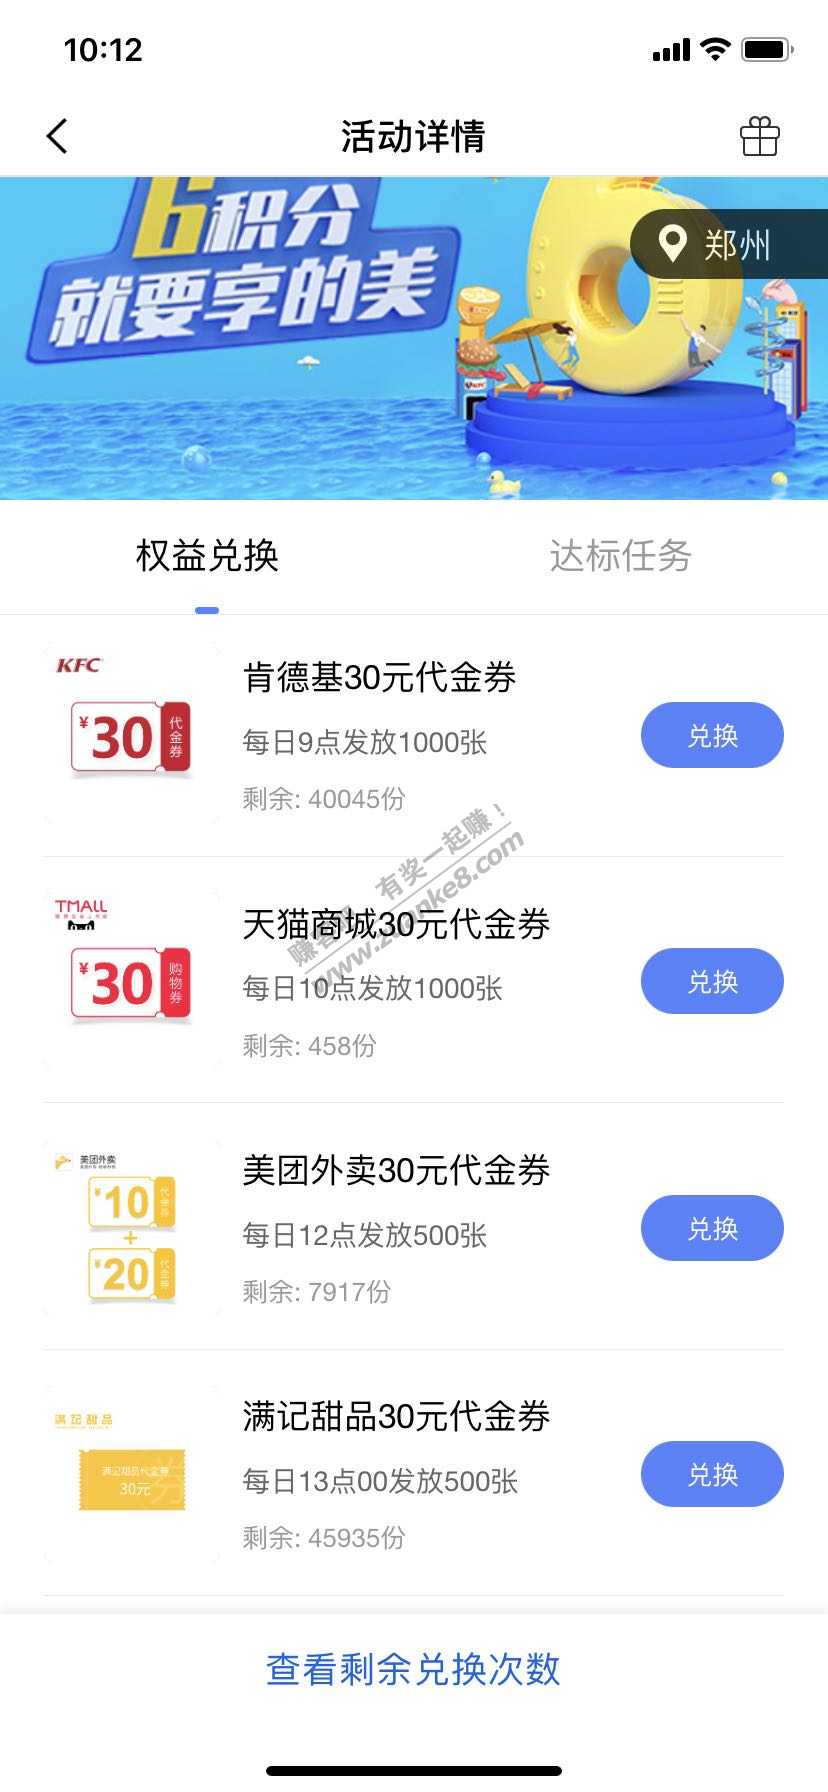 10:12
活动详情
6积分
就要享的美
郑州
权益兑换
达标任务
KFC
¥30
代金券
肯德基30元代金券
每日9点发放1000张
剩余: 40045份
兑换
赚客吧，有奖一起赚！
www.zuanke8.com
TMALL
¥30
购物券
天猫商城30元代金券
每日10点发放1000张
剩余: 458份
兑换
美团外卖
¥10
代金券
+
¥20
代金券
美团外卖30元代金券
每日12点发放500张
剩余: 7917份
兑换
满记甜品
满记甜品代金券
30元
券
满记甜品30元代金券
每日13点00发放500张
剩余: 45935份
兑换
查看剩余兑换次数